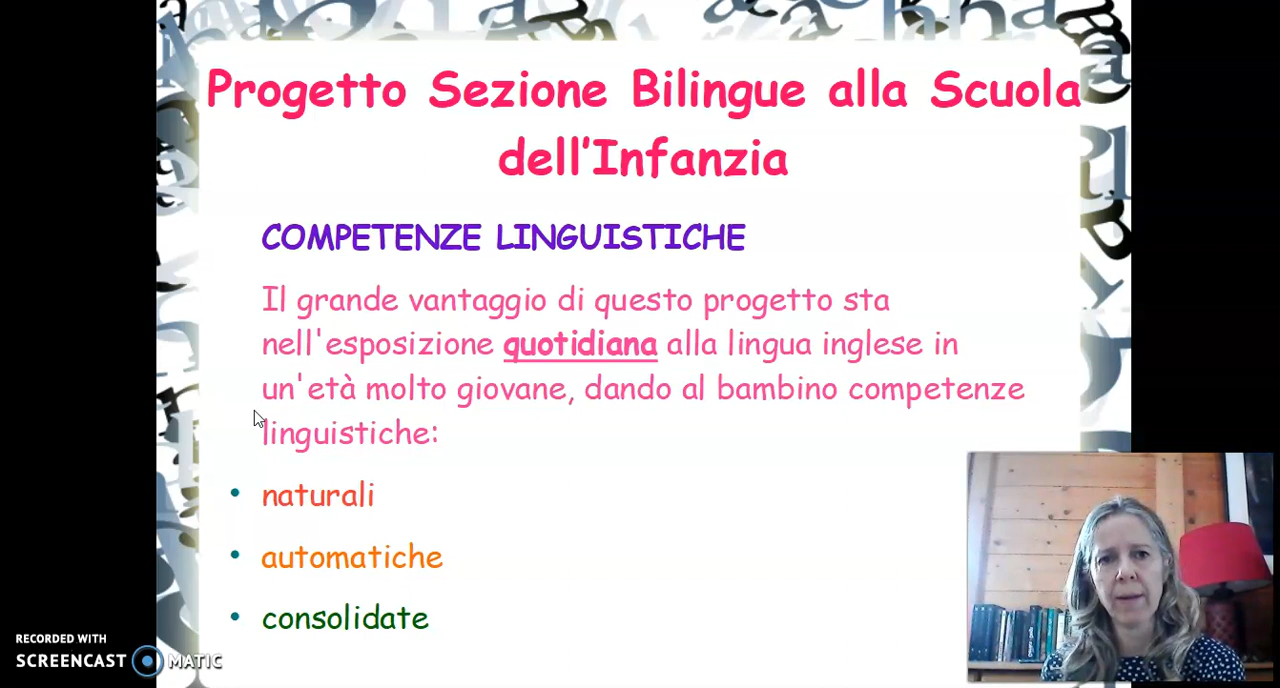 Progetto Sezione Bilingue alla Scuola
dell'Infanzia
COMPETENZE LINGUISTICHE
Il grande vantaggio di questo progetto sta
nell'esposizione quotidiana alla lingua inglese in
un'età molto giovane, dando al bambino competenze
linguistiche:
• naturali
• automatiche
• consolidate
RECORDED WITH
SCREENCAST MATIC